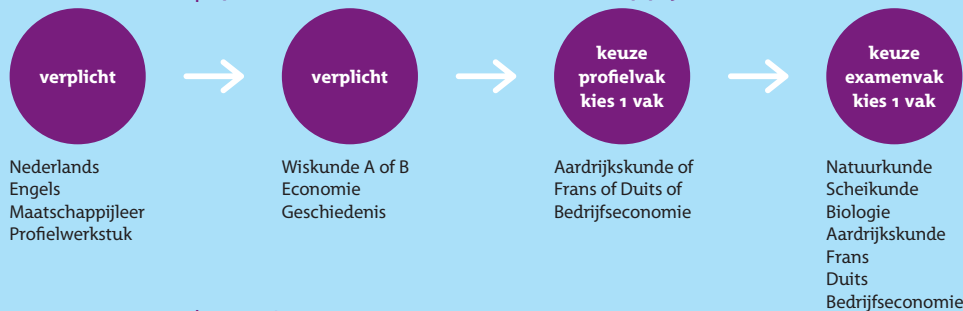 verplicht
Nederlands
Engels
Maatschappijleer
Profielwerkstuk
verplicht
Wiskunde A of B
Economie
Geschiedenis
keuze
profielvak
kies 1 vak
Aardrijkskunde of
Frans of Duits of
Bedrijfseconomie
keuze
examenvak
kies 1 vak
Natuurkunde
Scheikunde
Biologie
Aardrijkskunde
Frans
Duits
Bedrijfseconomie